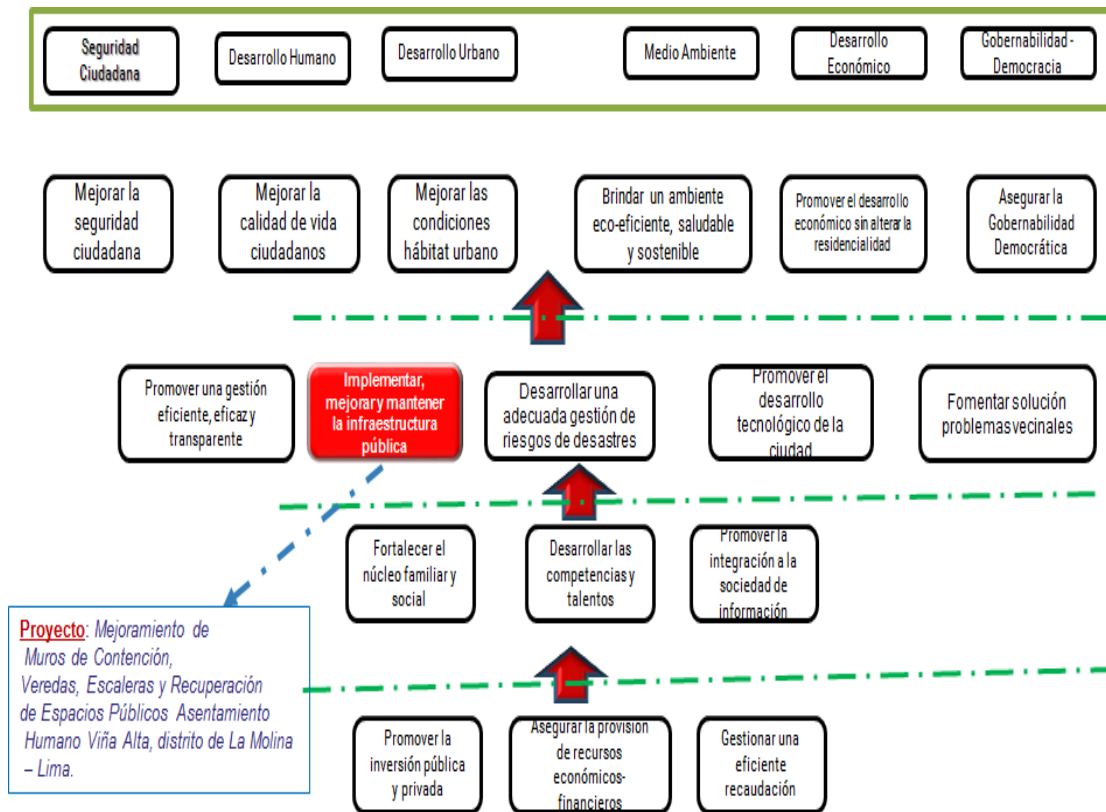 Seguridad
Ciudadana
Desarrollo Humano
Desarrollo Urbano
Medio Ambiente
Desarrollo
Económico
Gobernabilidad -
Democracia
Mejorar la
seguridad
ciudadana
Mejorar la
calidad de vida
ciudadanos
Mejorar las
condiciones
hábitat urbano
Brindar un ambiente
eco-eficiente, saludable
y sostenible
Promover el desarrollo
económico sin alterar la
residencialidad
Asegurar la
Gobernabilidad
Democrática
Promover una gestión
eficiente, eficaz y
transparente
Implementar,
mejorar y mantener
la infraestructura
pública
Desarrollar una
adecuada gestión de
riesgos de desastres
Promover el
desarrollo
tecnológico de la
ciudad
Fomentar solución
problemas vecinales
Fortalecer el
núcleo familiar y
social
Desarrollar las
competencias y
talentos
Promover la
integración a la
sociedad de
información
Proyecto: Mejoramiento de
Muros de Contención,
Veredas, Escaleras y Recuperación
de Espacios Públicos Asentamiento
Humano Viña Alta, distrito de La Molina
– Lima.
Promover la
inversión pública
y privada
Asegurar la provisión
de recursos
económicos-
financieros
Gestionar una
eficiente
recaudación